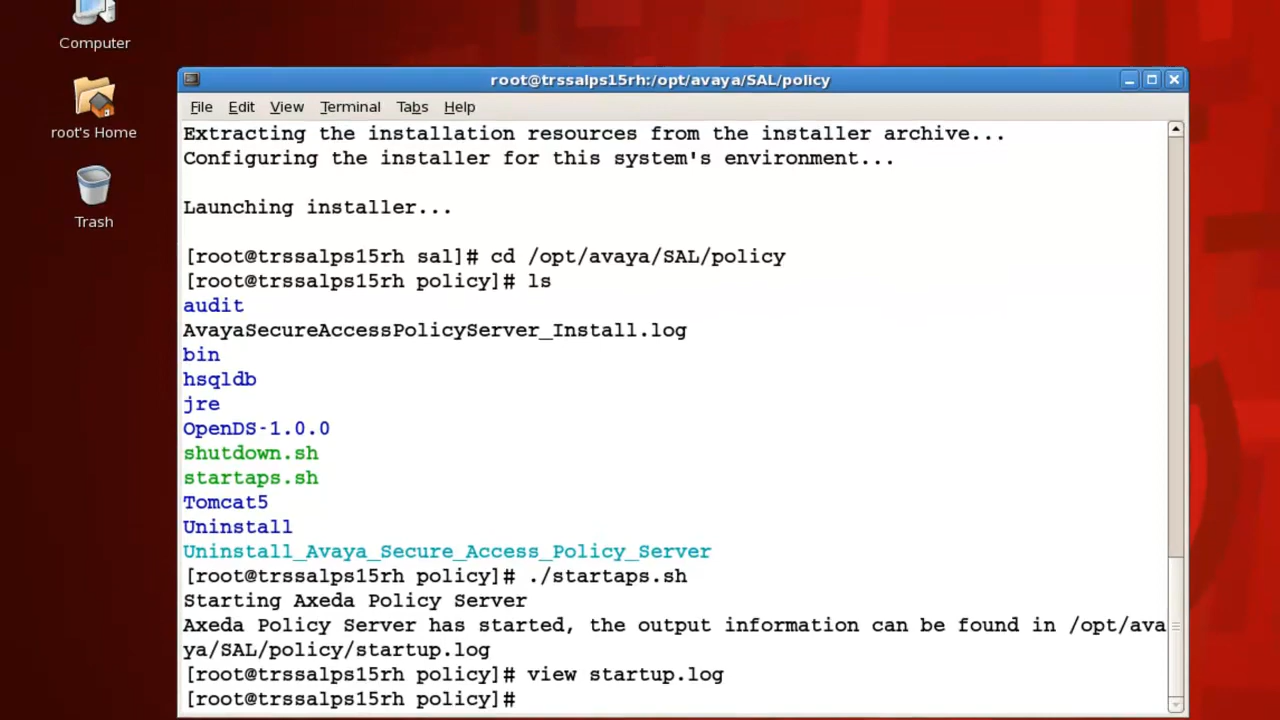 Computer
root's Home
Trash
root@trssalps15rh:/opt/avaya/SAL/policy
File Edit View Terminal Tabs Help
Extracting the installation resources from the installer archive...
Configuring the installer for this system's environment...
Launching installer...
[root@trssalps15rh sal]# cd /opt/avaya/SAL/policy
[root@trssalps15rh policy]# ls
audit
AvayaSecureAccessPolicyServer_Install.log
bin
hsqldb
jre
OpenDS-1.0.0
shutdown.sh
startaps.sh
Tomcat5
Uninstall
Uninstall_Avaya_Secure_Access_Policy_Server
[root@trssalps15rh policy]# ./startaps.sh
Starting Axeda Policy Server
Axeda Policy Server has started, the output information can be found in /opt/ava
ya/SAL/policy/startup.log
[root@trssalps15rh policy]# view startup.log
[root@trssalps15rh policy]#